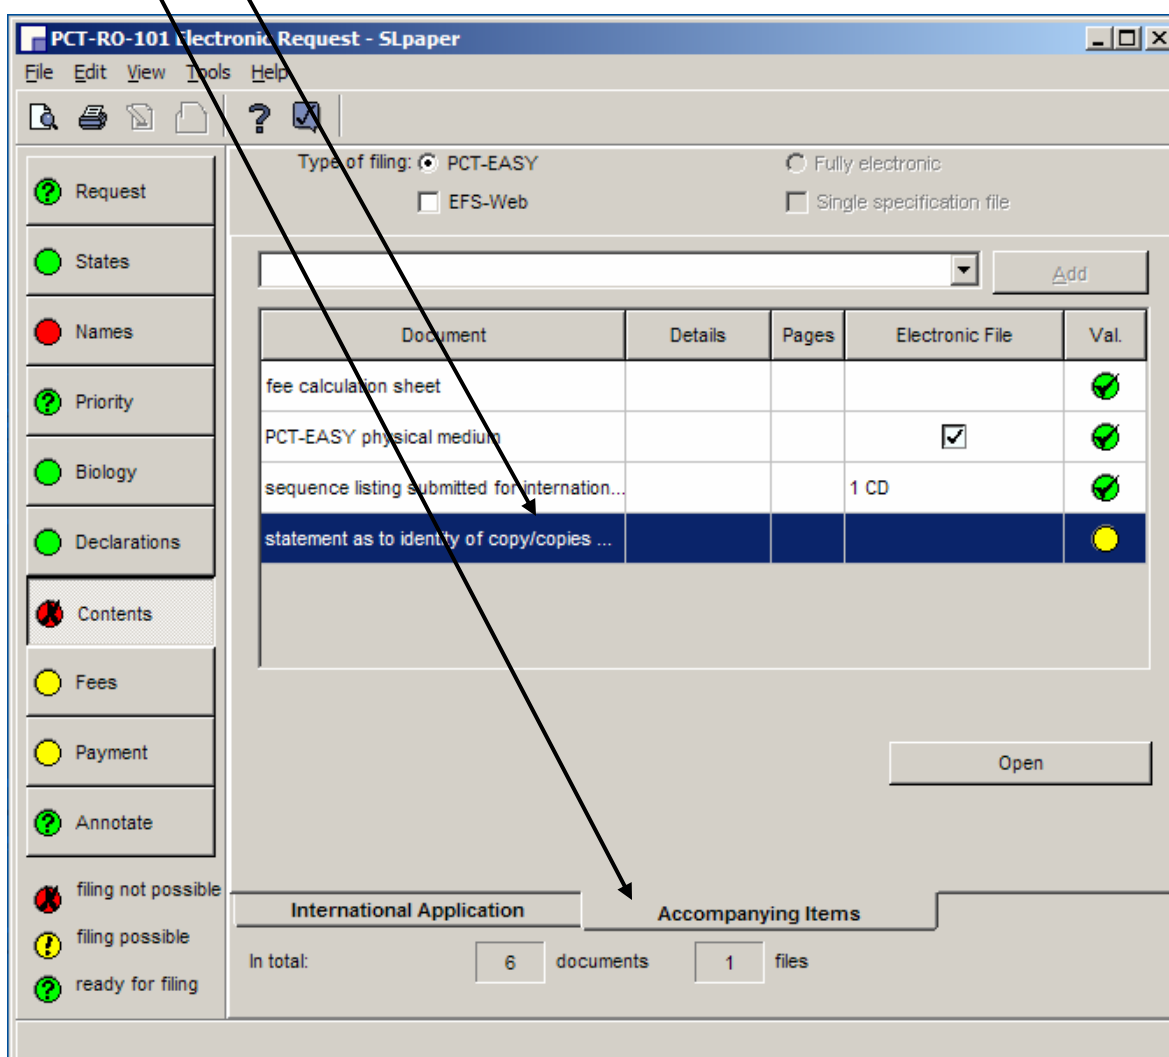 PCT-RO-101 Electronic Request - SLpaper
File Edit View Tools Help
Type of filing: PCT-EASY Fully electronic
EFS-Web Single specification file
Request
States
Names
Priority
Biology
Declarations
Contents
Fees
Payment
Annotate
Add
Document Details Pages Electronic File Val.
fee calculation sheet
PCT-EASY physical medium
sequence listing submitted for internation... 1 CD
statement as to identity of copy/copies ...
Open
filing not possible
filing possible
ready for filing
International Application Accompanying Items
In total: 6 documents 1 files